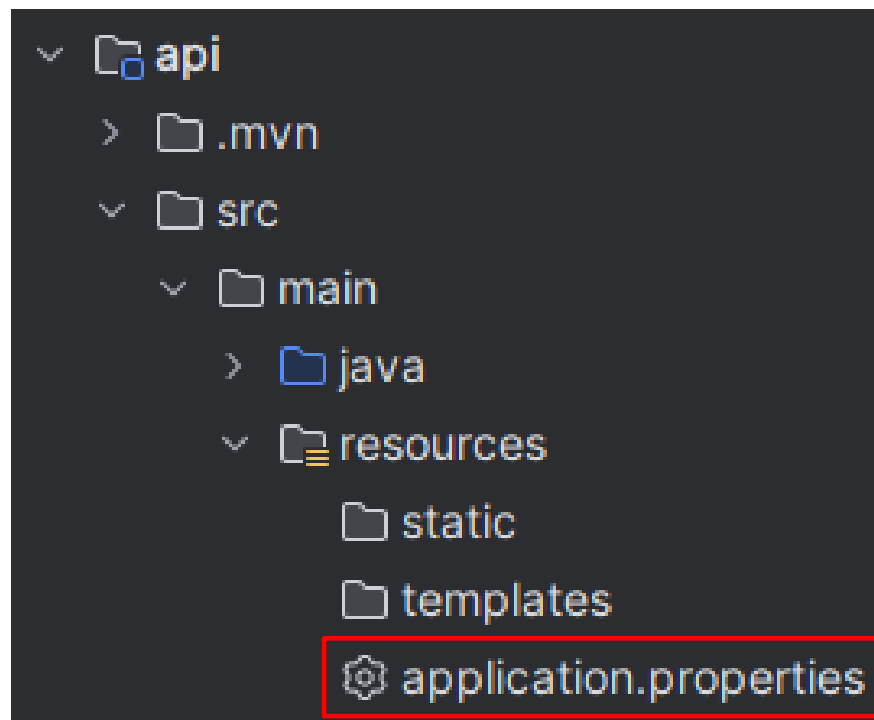 api
.mvn
src
main
java
resources
static
templates
application.properties